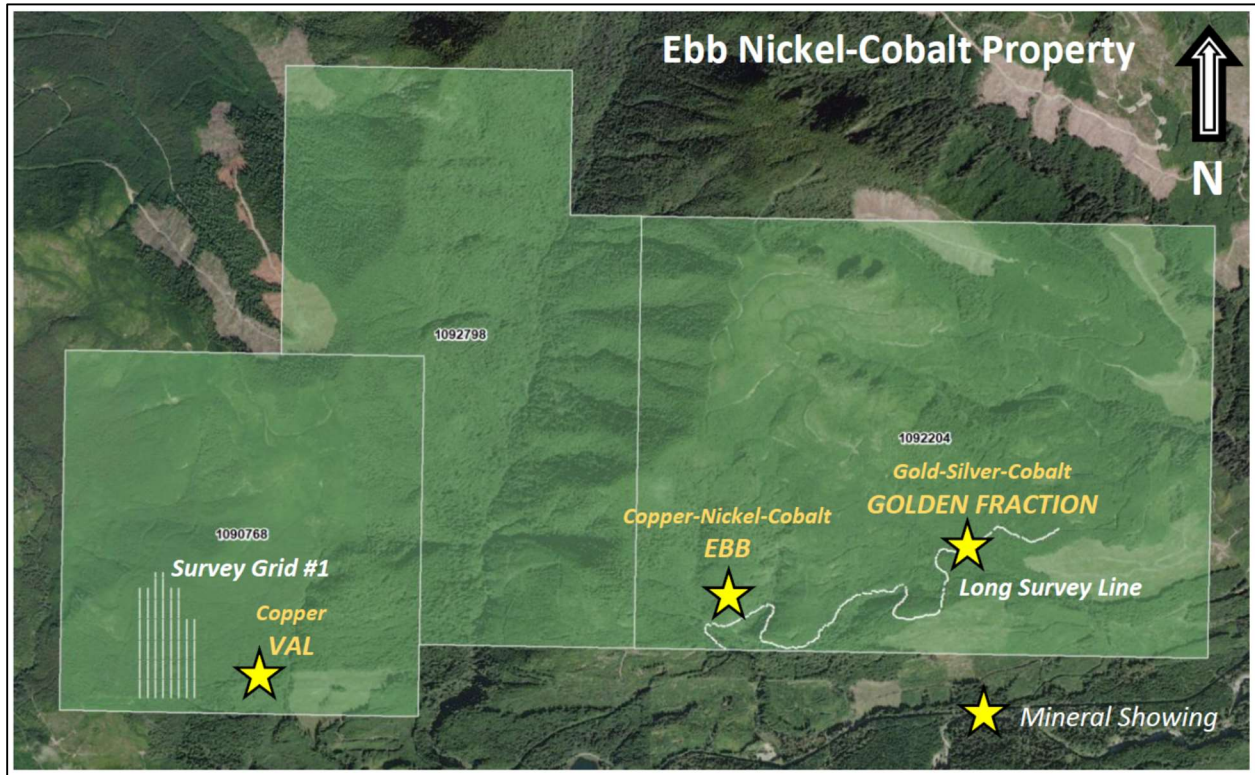 Ebb Nickel-Cobalt Property
N
1092798
1092204
Gold-Silver-Cobalt
GOLDEN FRACTION
Copper-Nickel-Cobalt
EBB
Long Survey Line
1090768
Survey Grid #1
Copper
VAL
Mineral Showing